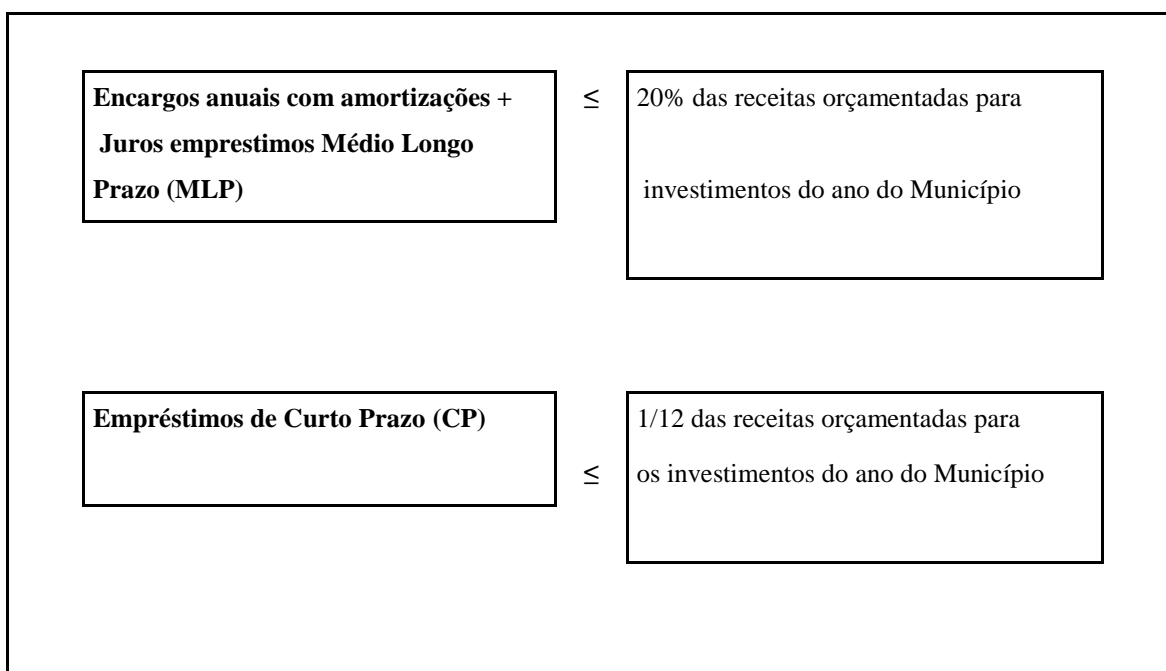 Encargos anuais com amortizações +
Juros emprestimos Médio Longo
Prazo (MLP)
≤
20% das receitas orçamentadas para
investimentos do ano do Município
Empréstimos de Curto Prazo (CP)
≤
1/12 das receitas orçamentadas para
os investimentos do ano do Município